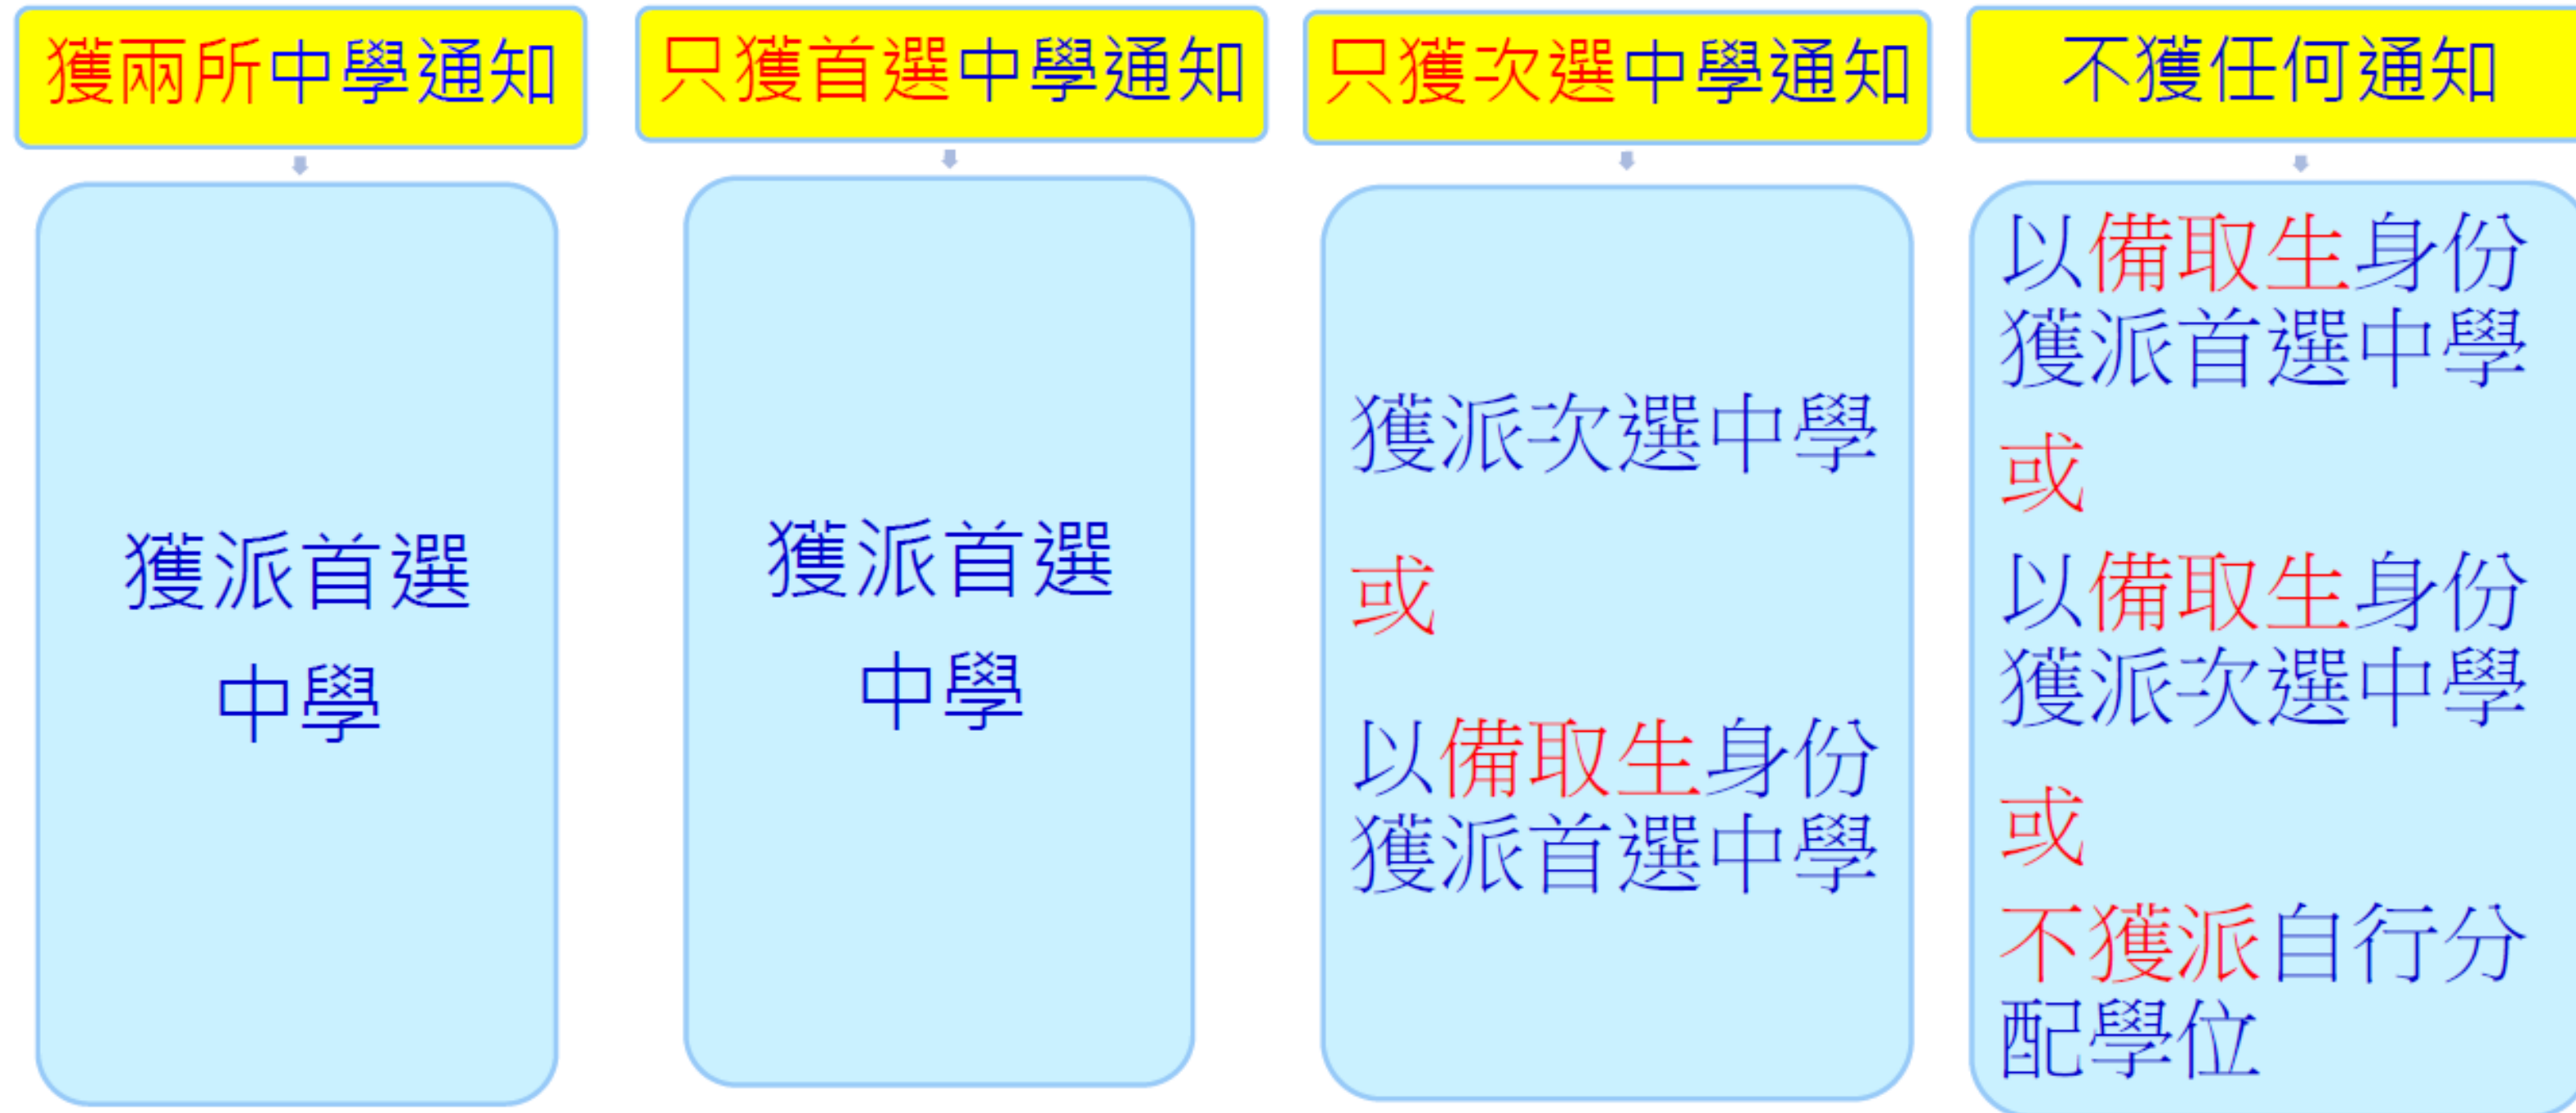 獲兩所中學通知
獲派首選
中學
只獲首選中學通知
獲派首選
中學
只獲次選中學通知
獲派次選中學
或
以備取生身份
獲派首選中學
不獲任何通知
以備取生身份
獲派首選中學
或
以備取生身份
獲派次選中學
或
不獲派自行分
配學位